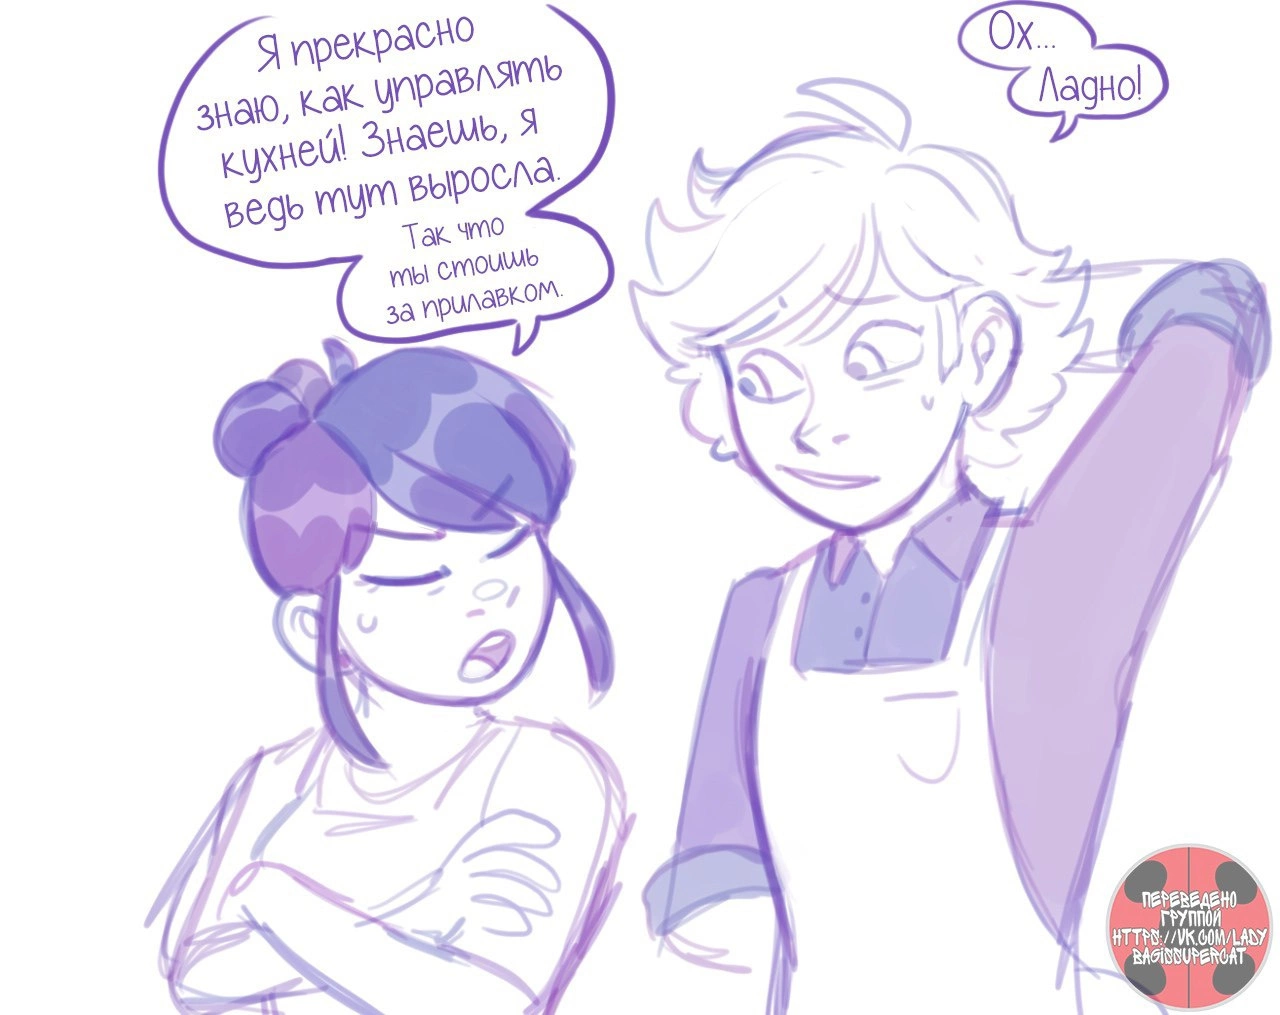 Я прекрасно
знаю, как управлять
кухней! Знаешь, я
ведь тут выросла.
Так что
ты стоишь
за прилавком.
Ох...
Ладно!
ПЕРЕВЕДЕНО
ГРУППОЙ
HTTPS://VK.COM/LADY
BAGISSUPERCAT